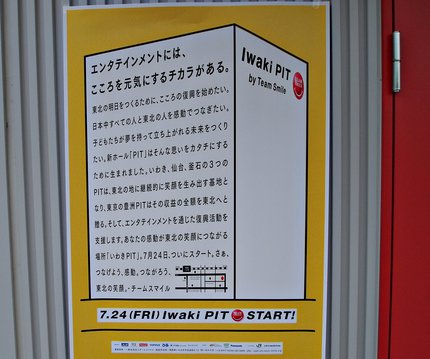 エンタテインメントには、
こころを元気にするチカラがある。
東北の明日をつくるために、こころの復興を始めたい。
日本中すべての人と東北の人を感動でつなぎたい。
子どもたちが夢を持って立ち上がれる未来をつくり
たい。新ホール「PIT」はそんな思いをカタチにする
ために生まれました。いわき、仙台、釜石の3つの
PITは、東北の地に継続的に笑顔を生み出す基地と
なり、東京の豊洲PITはその収益の全額を東北へと
贈る。そして、エンタテインメントを通じた復興活動を
支援します。あなたの感動が東北の笑顔につながる
場所「いわきPIT」。7月24日、ついにスタート。さぁ、
つなげよう、感動。つながろう、
東北の笑顔。・チームスマイル
Iwaki PIT
by Team Smile
7.24(FRI) Iwaki PIT START!